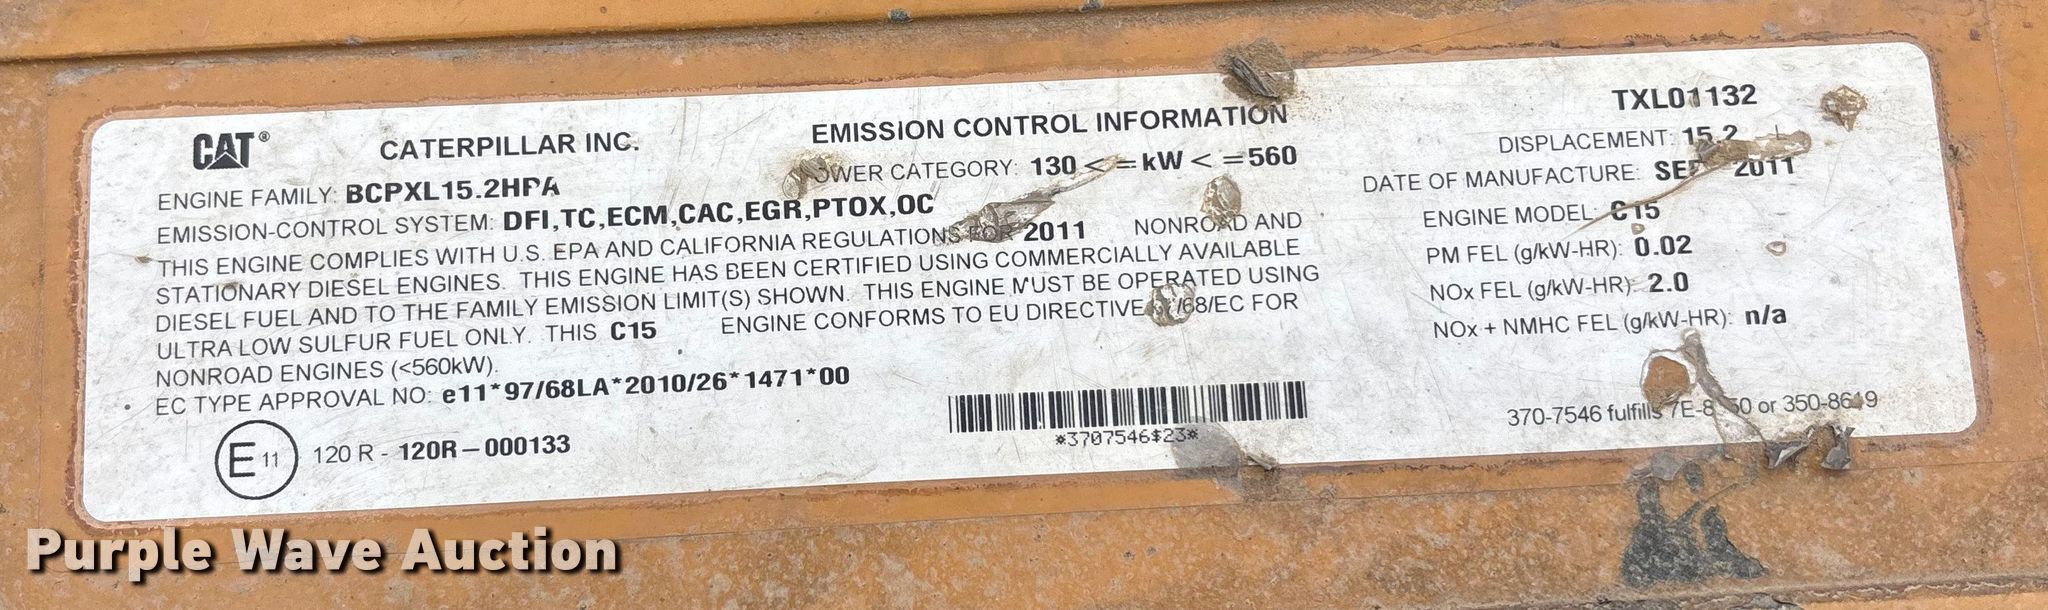 CAT® CATERPILLAR INC. EMISSION CONTROL INFORMATION TXL01132
ENGINE FAMILY: BCPXL15.2HPA POWER CATEGORY: 130 < = kW < = 560 DISPLACEMENT: 15.2
EMISSION-CONTROL SYSTEM: DFI,TC,ECM,CAC,EGR,PTOX,OC DATE OF MANUFACTURE: 2011
THIS ENGINE COMPLIES WITH U.S. EPA AND CALIFORNIA REGULATIONS FOR 2011 NONROAD AND ENGINE MODEL: C15
STATIONARY DIESEL ENGINES. THIS ENGINE HAS BEEN CERTIFIED USING COMMERCIALLY AVAILABLE PM FEL (g/kW-HR): 0.02
DIESEL FUEL AND TO THE FAMILY EMISSION LIMIT(S) SHOWN. THIS ENGINE MUST BE OPERATED USING NOx FEL (g/kW-HR): 2.0
ULTRA LOW SULFUR FUEL ONLY. THIS C15 ENGINE CONFORMS TO EU DIRECTIVE /68/EC FOR NOx + NMHC FEL (g/kW-HR): n/a
NONROAD ENGINES (<560kW).
EC TYPE APPROVAL NO: e11*97/68LA*2010/26*1471*00
370-7546 fulfills or
E 11 120 R - 120R-000133 *3707546$23*
Purple Wave Auction